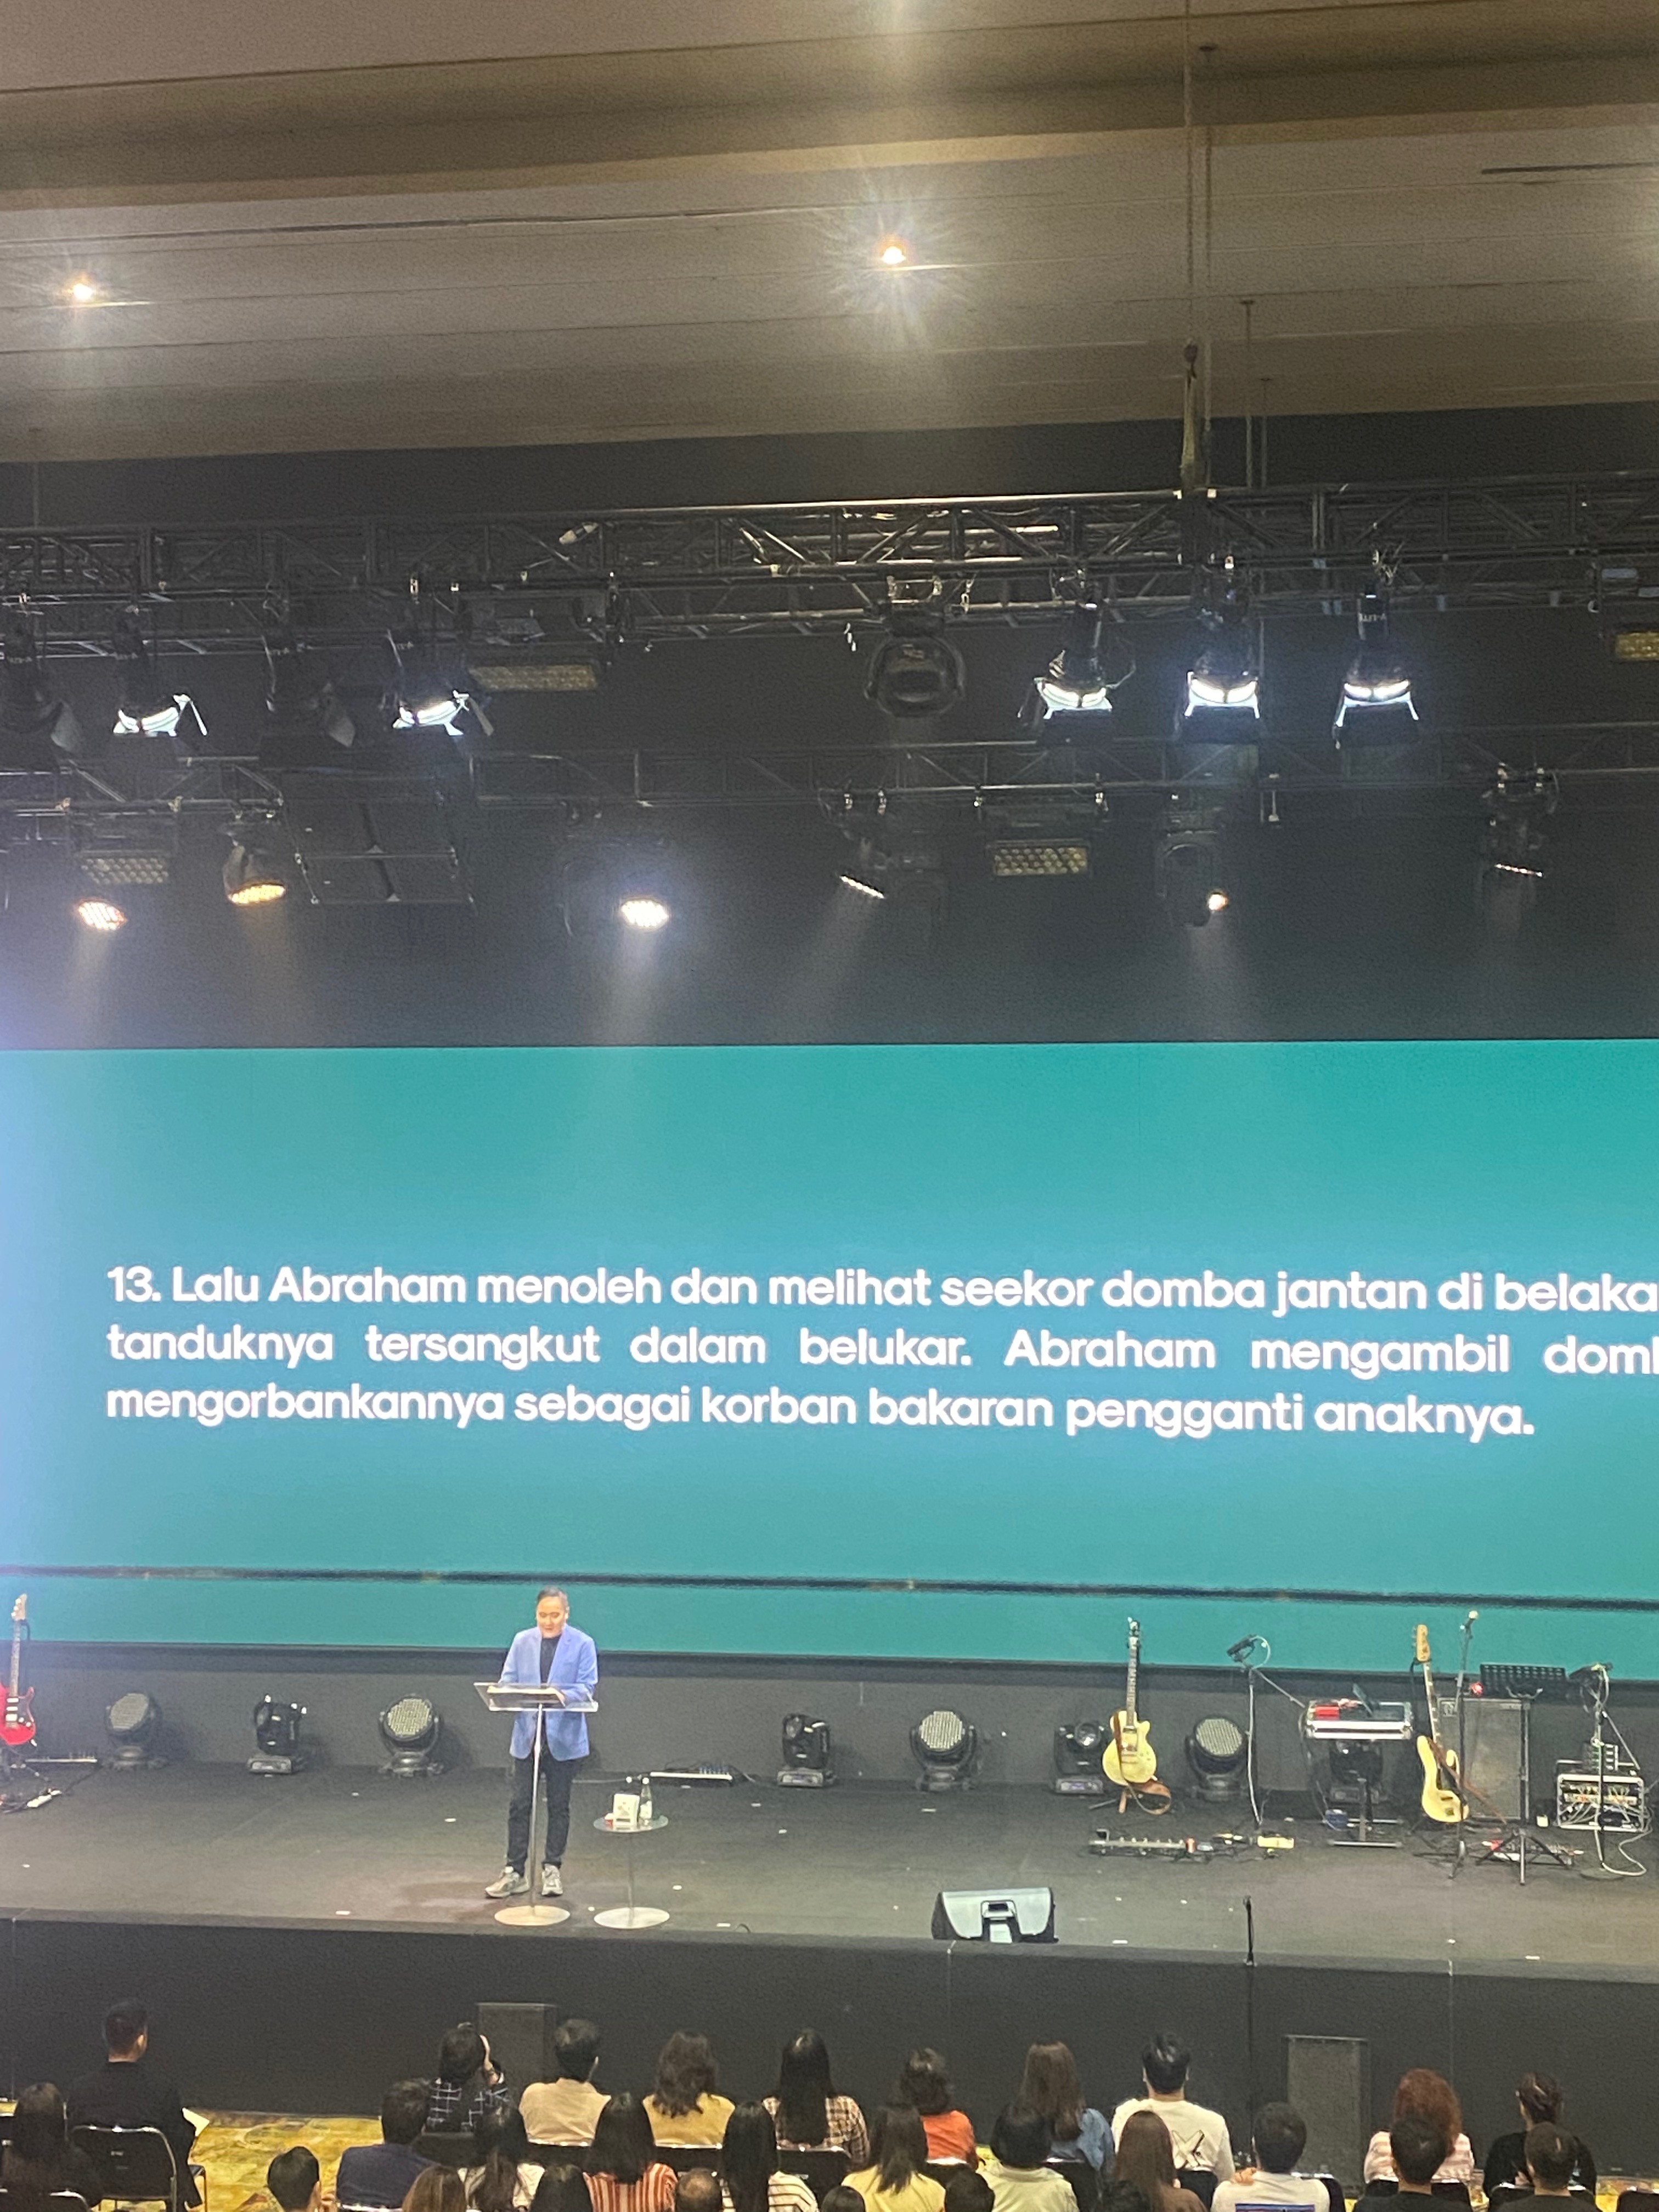 13. Lalu Abraham menoleh dan melihat seekor domba jantan di
tanduknya tersangkut dalam belukar. Abraham mengambil
mengorbankannya sebagai korban bakaran pengganti anaknya.